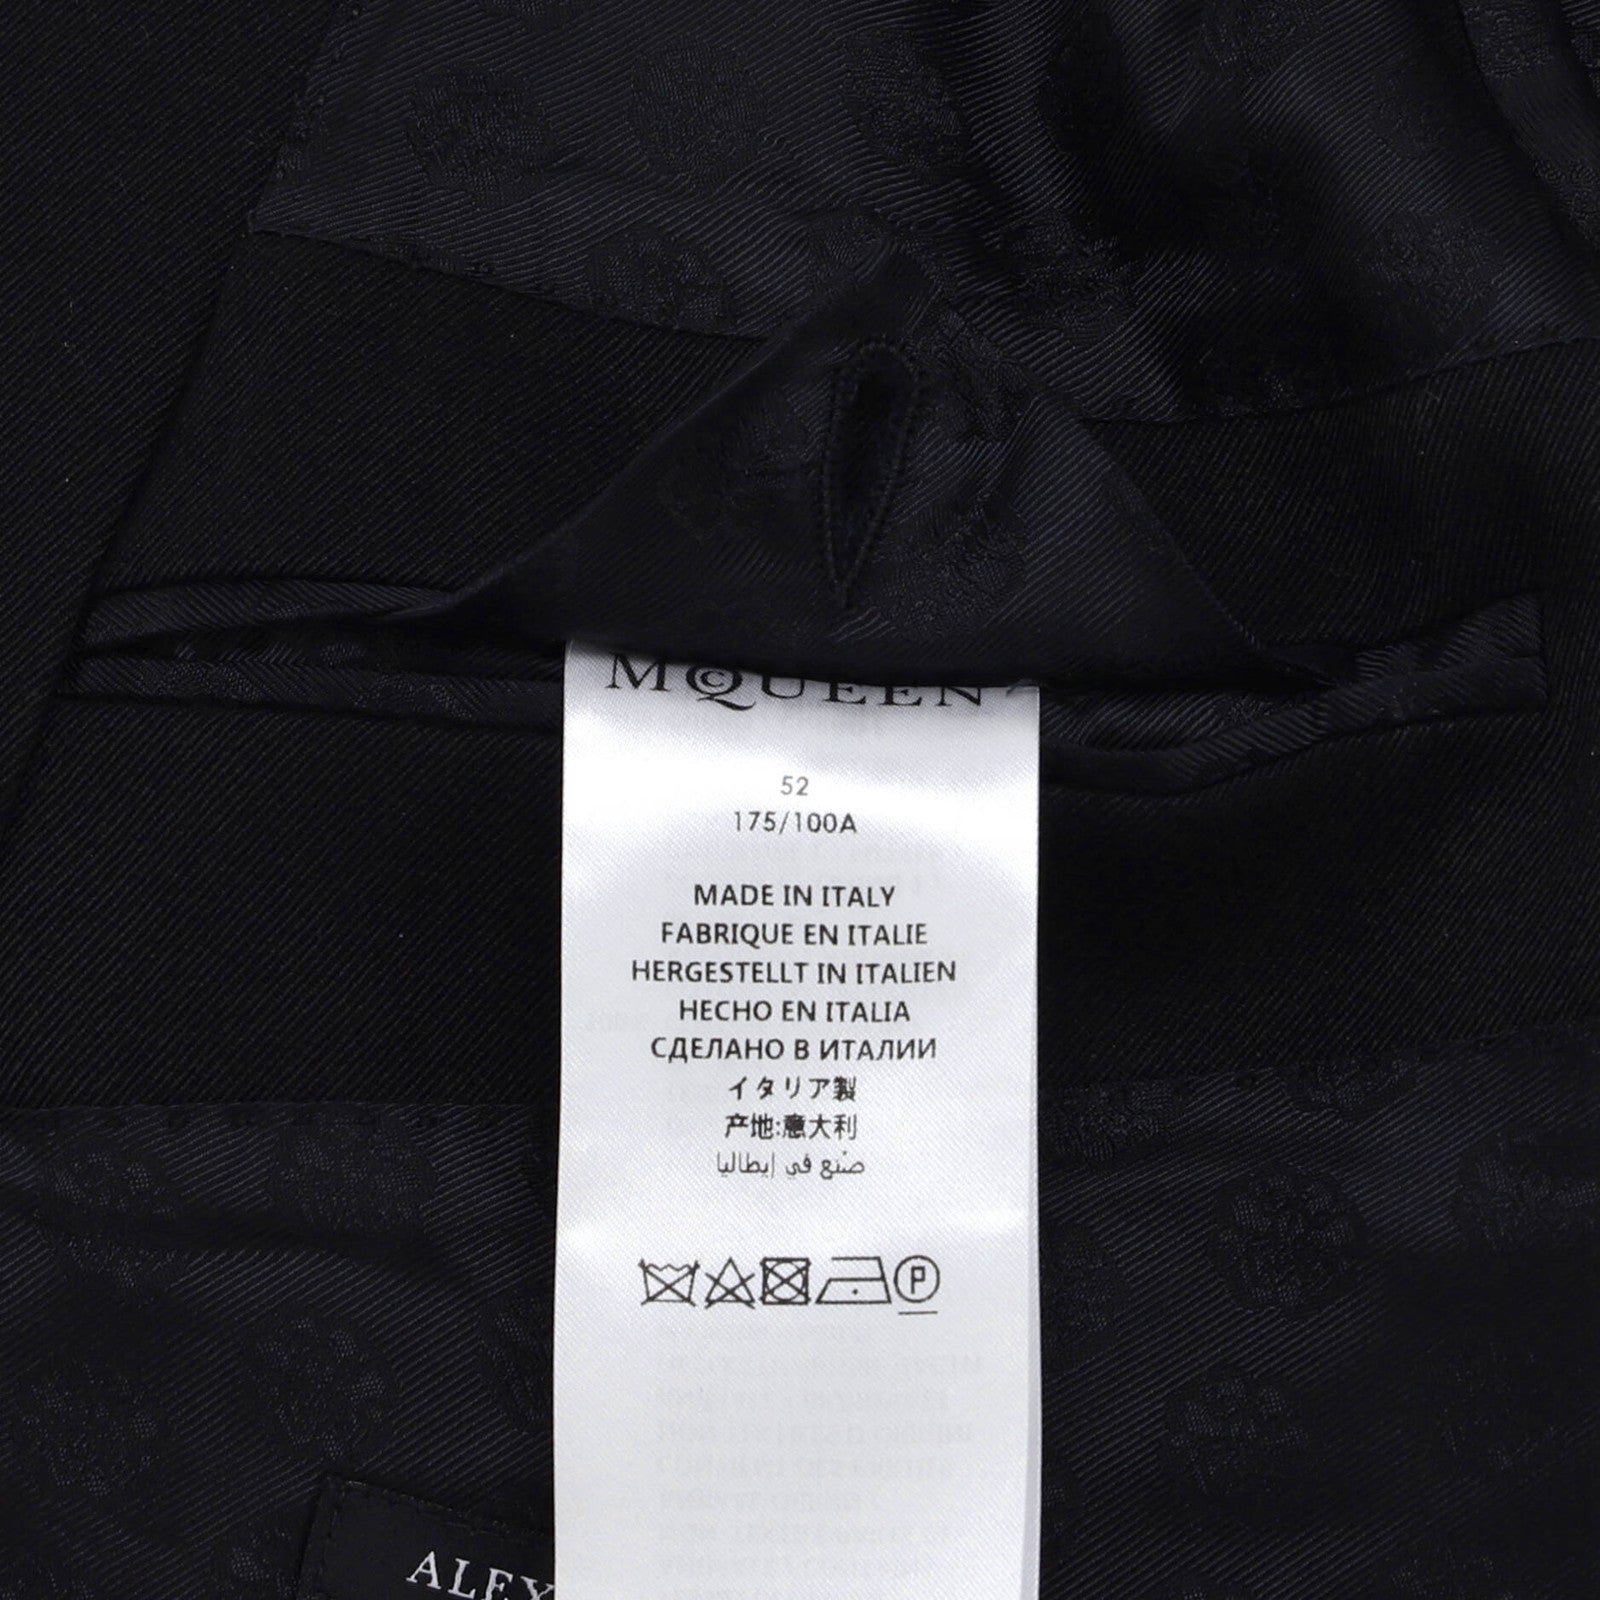 MCQUEEN
52
175/100A
MADE IN ITALY
FABRIQUE EN ITALIE
HERGESTELLT IN ITALIEN
HECHO EN ITALIA
СДЕЛАНО В ИТАЛИИ
イタリア製
产地:意大利
صنع في إيطاليا
P
ALEX